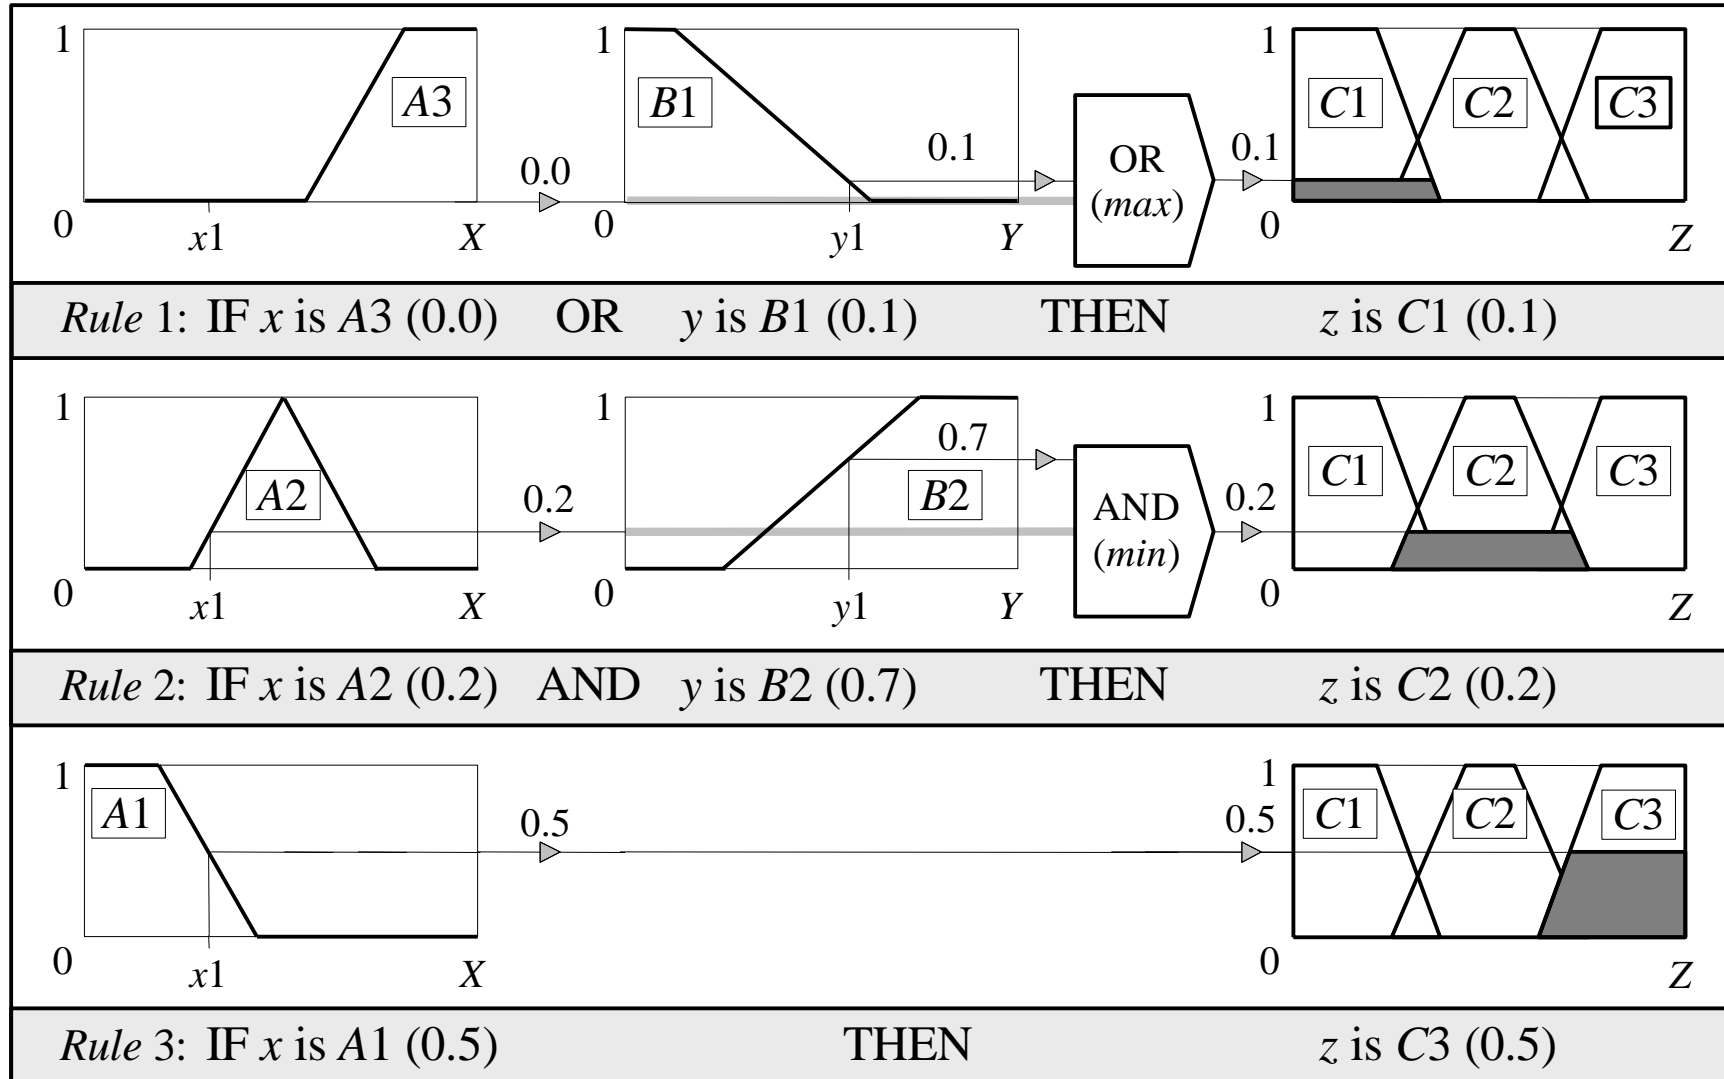 1 1 1
A3 B1 C1 C2 C3
0.0 0.1 OR 0.1
(max)
0 x1 X 0 y1 Y 0 Z
Rule 1: IF x is A3 (0.0) OR y is B1 (0.1) THEN z is C1 (0.1)
1 1 1
0.7
A2 B2 C1 C2 C3
0.2 AND 0.2
(min)
0 x1 X 0 y1 Y 0 Z
Rule 2: IF x is A2 (0.2) AND y is B2 (0.7) THEN z is C2 (0.2)
1 1
A1 0.5 0.5 C1 C2 C3
0 x1 X 0 Z
Rule 3: IF x is A1 (0.5) THEN z is C3 (0.5)